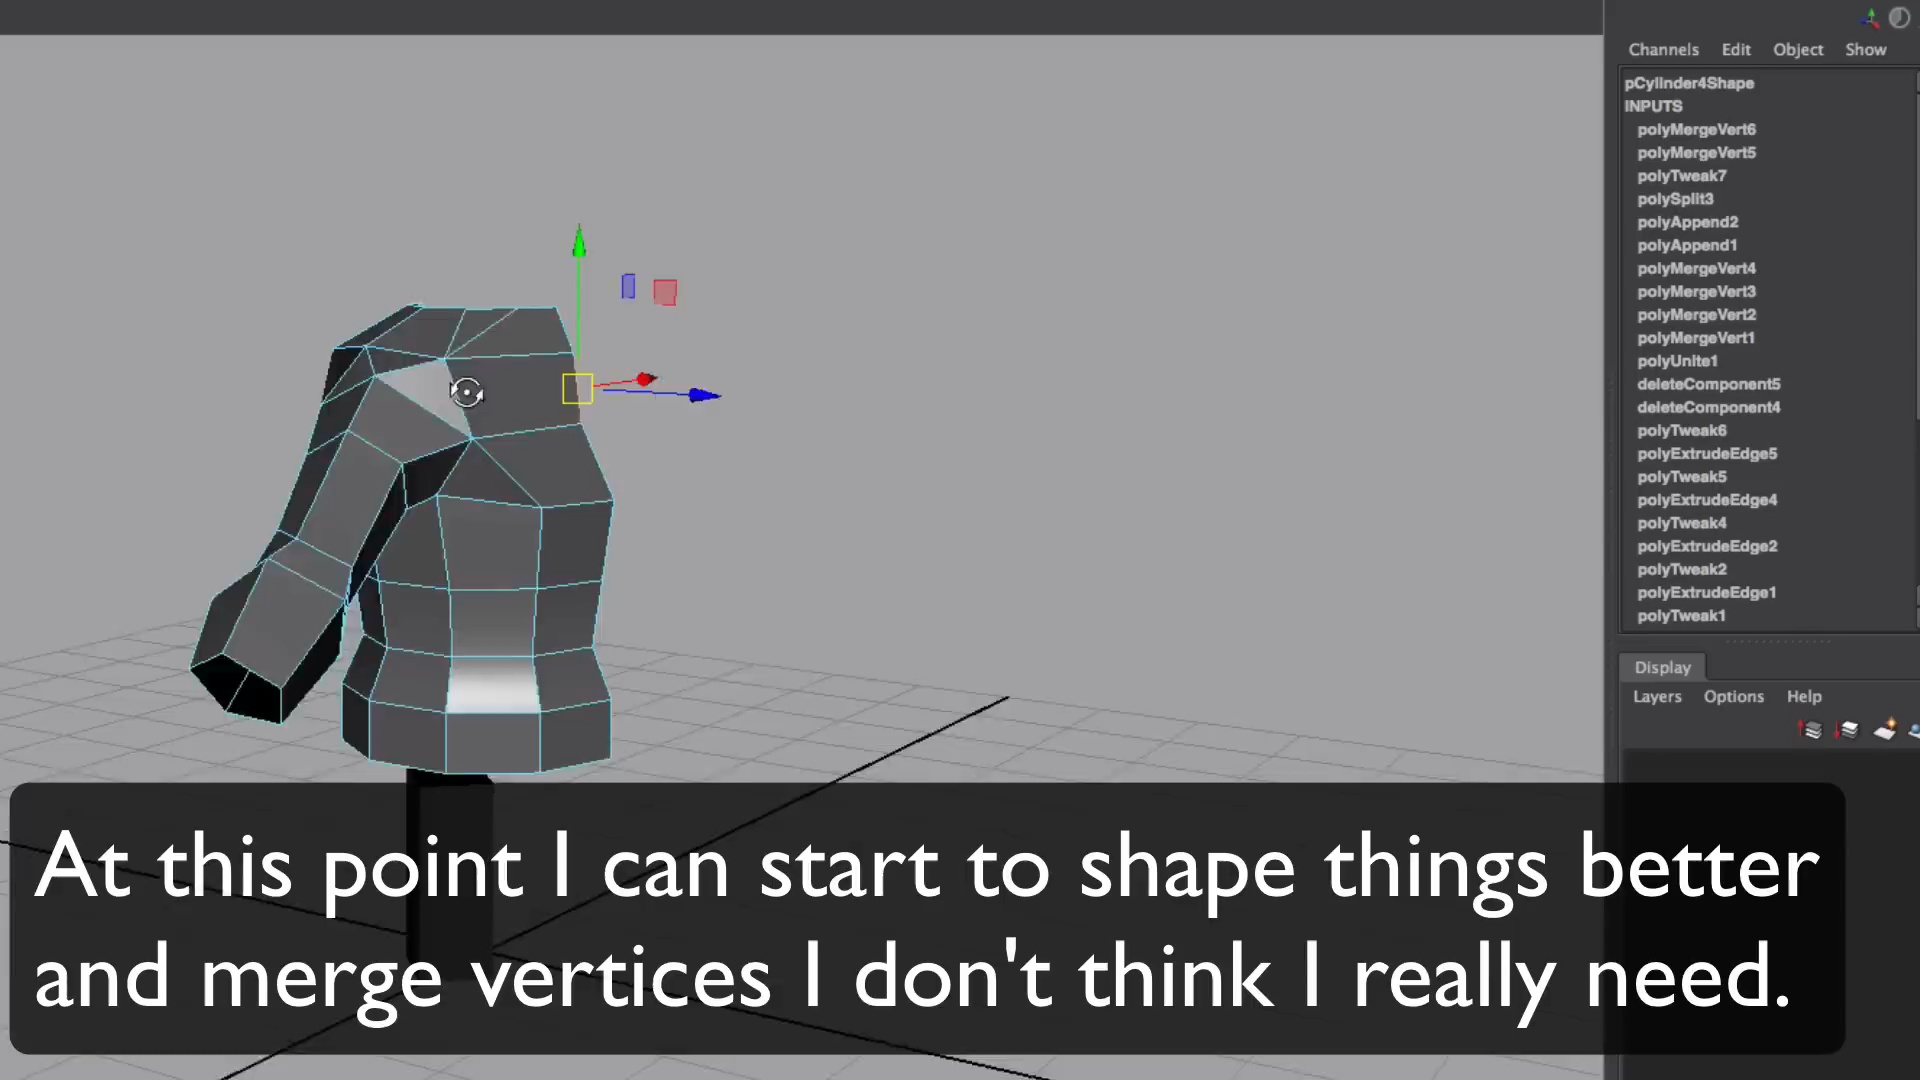 Channels Edit Object Show
pCylinder4Shape
INPUTS
polyMergeVert6
polyMergeVert5
polyTweak7
polySplit3
polyAppend2
polyAppend1
polyMergeVert4
polyMergeVert3
polyMergeVert2
polyMergeVert1
polyUnite1
deleteComponent5
deleteComponent4
polyTweak6
polyExtrudeEdge5
polyTweak5
polyExtrudeEdge4
polyTweak4
polyExtrudeEdge2
polyTweak2
polyExtrudeEdge1
polyTweak1
Display
Layers Options Help
At this point I can start to shape things better
and merge vertices I don't think I really need.